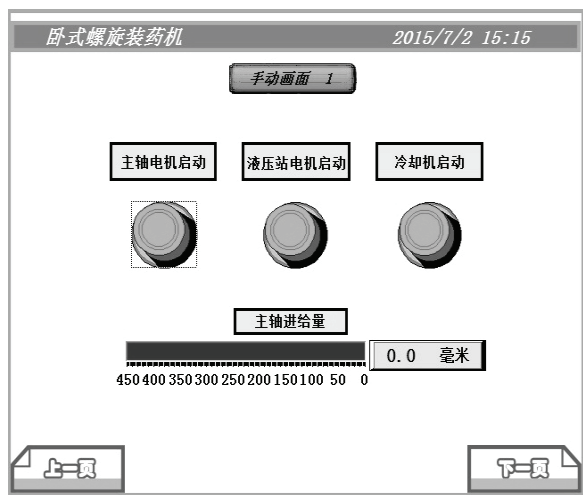 卧式螺旋装药机 2015/7/2 15:15
手动画面 1
主轴电机启动 液压站电机启动 冷却机启动
主轴进给量
0.0 毫米
450 400 350 300 250 200 150 100 50 0
上一页 下一页